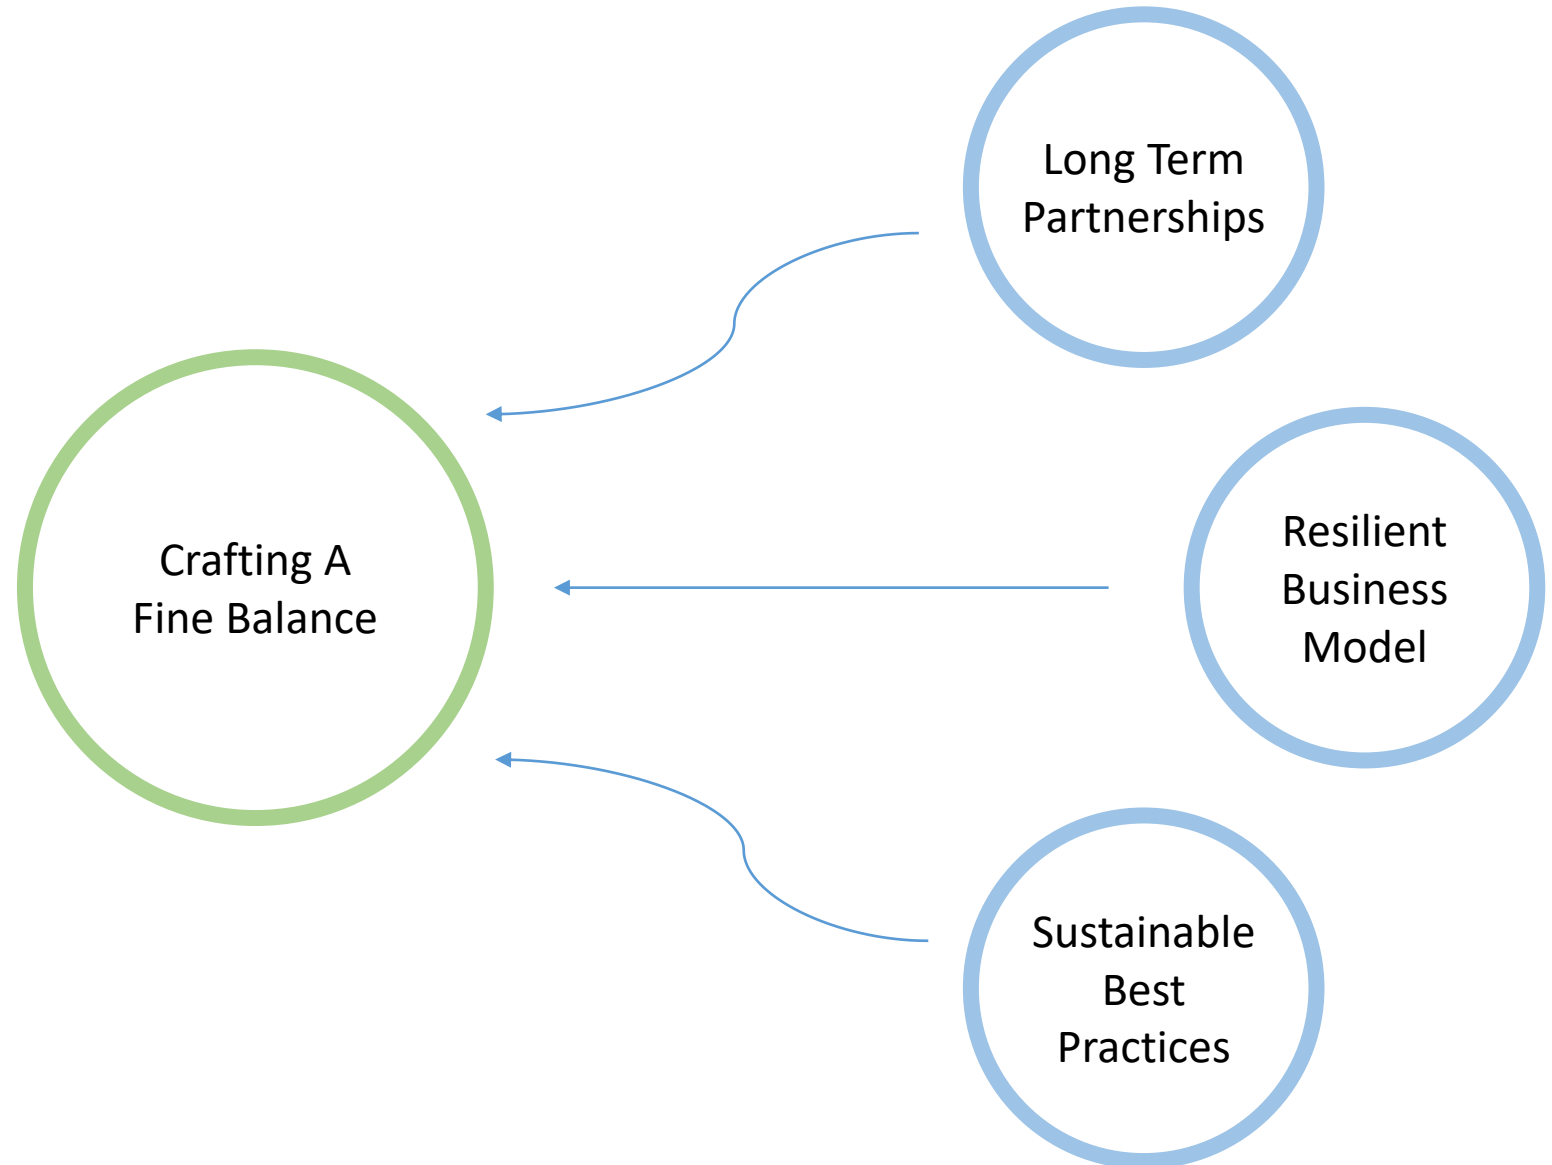 Long Term
Partnerships
Crafting A
Fine Balance
Resilient
Business
Model
Sustainable
Best
Practices